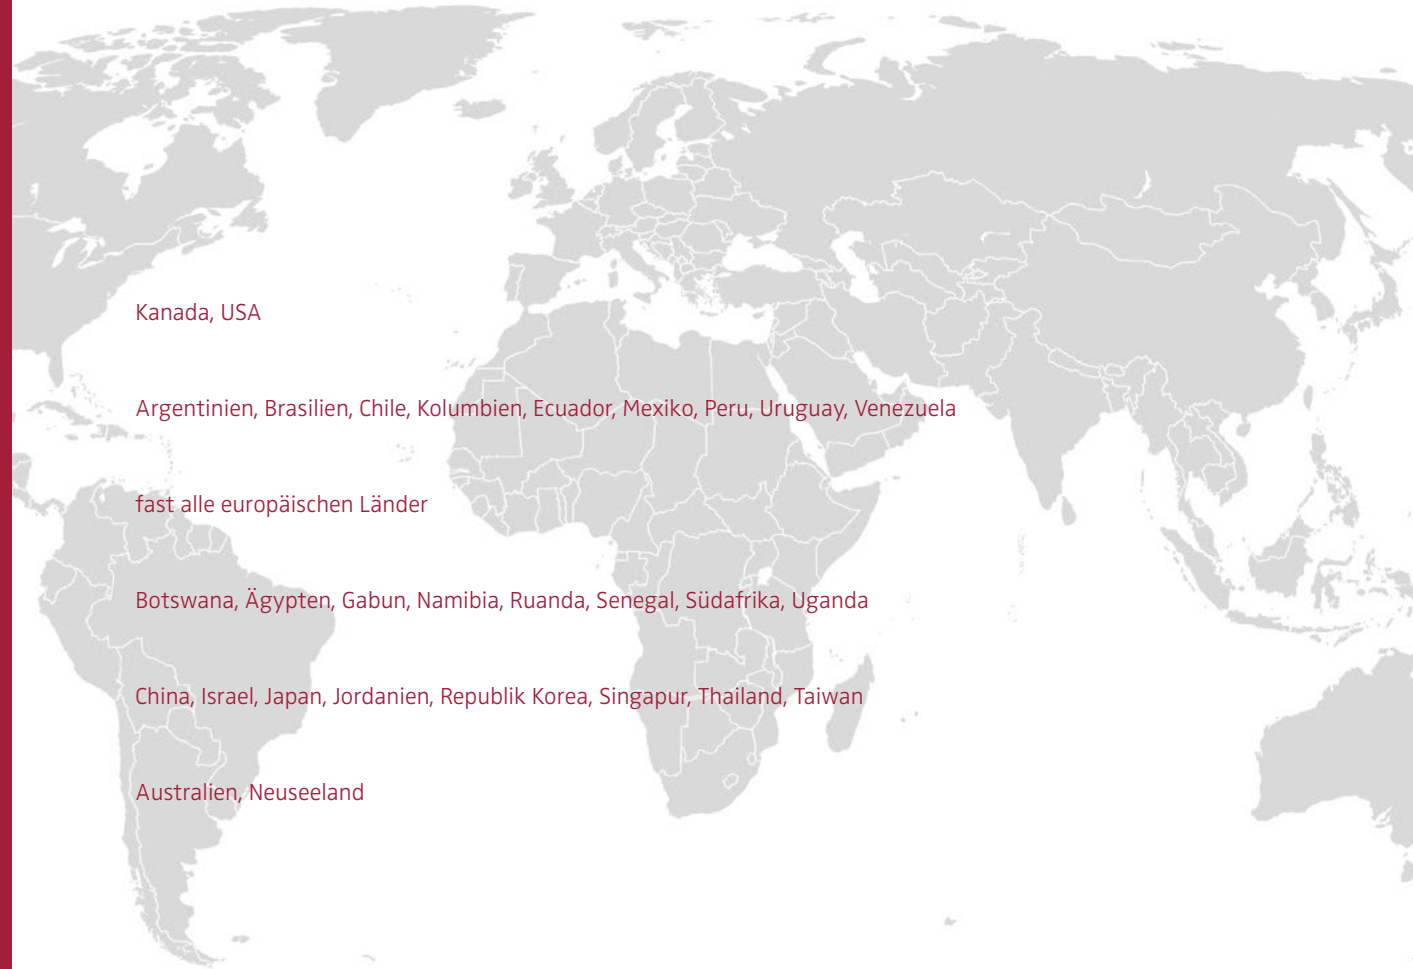 Kanada, USA
Argentinien, Brasilien, Chile, Kolumbien, Ecuador, Mexiko, Peru, Uruguay, Venezuela
fast alle europäischen Länder
Botswana, Ägypten, Gabun, Namibia, Ruanda, Senegal, Südafrika, Uganda
China, Israel, Japan, Jordanien, Republik Korea, Singapur, Thailand, Taiwan
Australien, Neuseeland